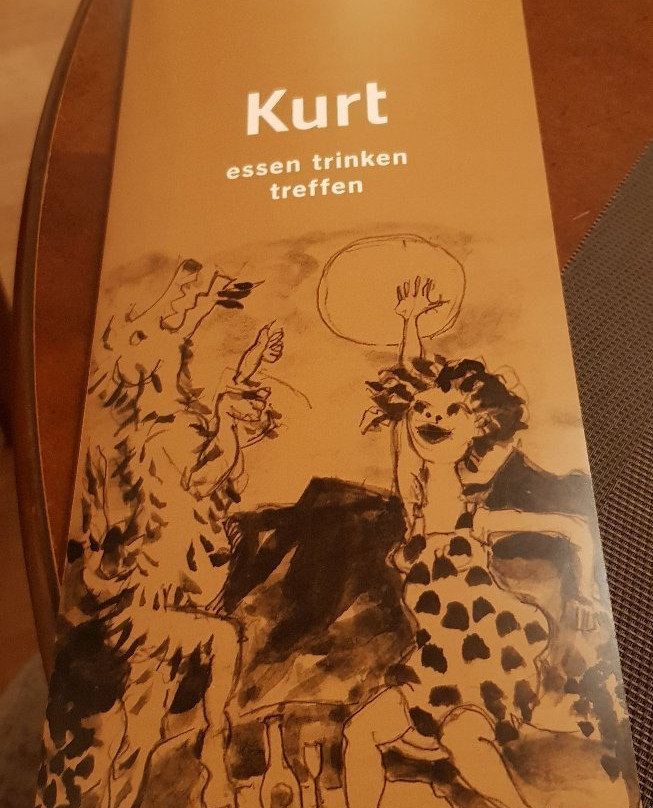 Kurt
essen trinken
treffen